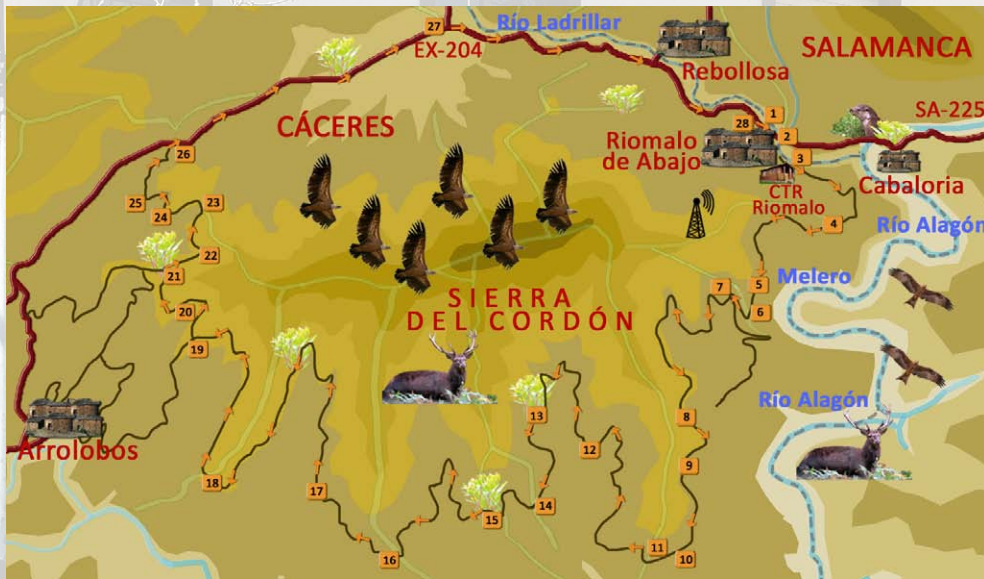 27
Río Ladrillar
EX-204
SALAMANCA
Rebollosa
SA-225
CÁCERES
28
1
2
Riomalo
de Abajo
3
CTR
Riomalo
Cabaloria
26
25
24
23
4
Río Alagón
22
21
Melero
5
7
6
SIERRA
DEL CORDÓN
20
19
Río Alagón
13
8
Arrolobos
12
9
18
17
15
14
11
10
16